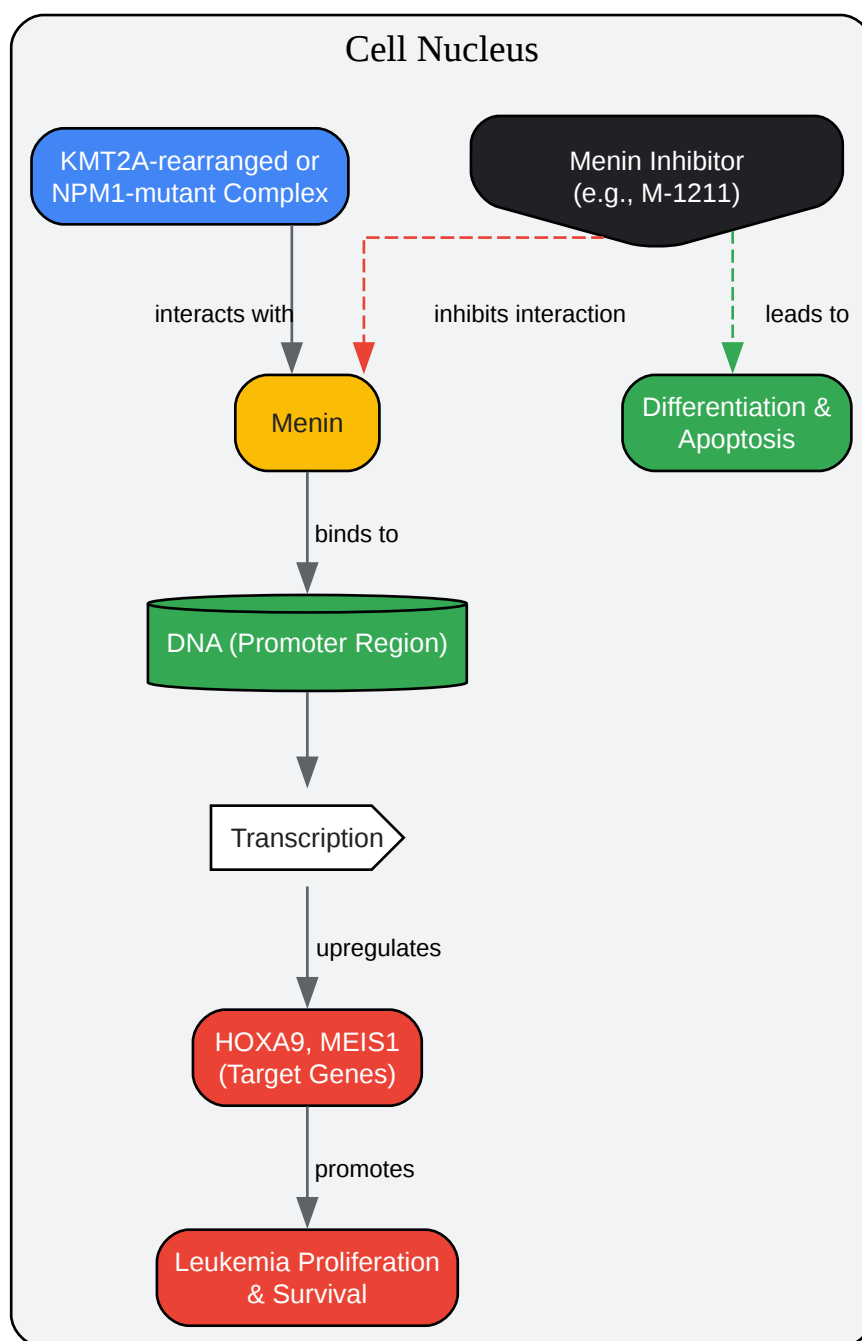 Cell Nucleus
KMT2A-rearranged or
NPM1-mutant Complex
Menin Inhibitor
(e.g., M-1211)
interacts with
inhibits interaction
leads to
Menin
Differentiation &
Apoptosis
binds to
DNA (Promoter Region)
Transcription
upregulates
HOXA9, MEIS1
(Target Genes)
promotes
Leukemia Proliferation
& Survival